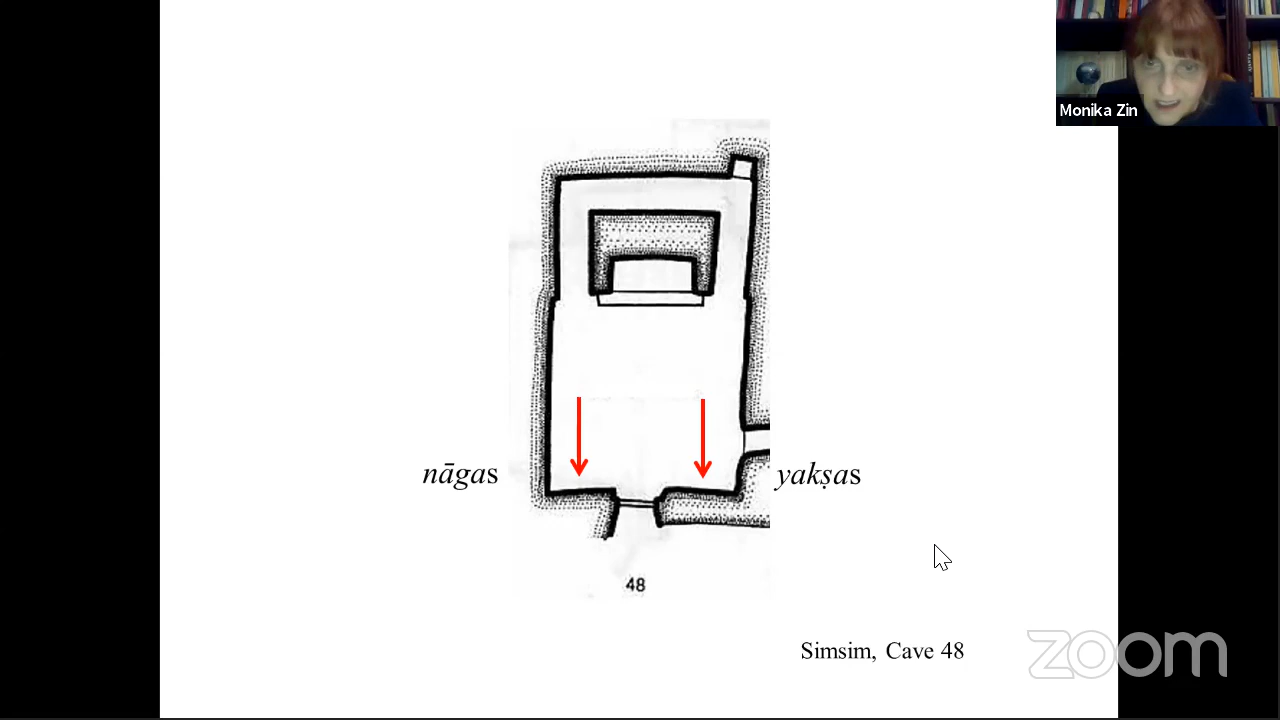 Monika Zin
nāgas
yakṣas
48
Simsim, Cave 48
zoom